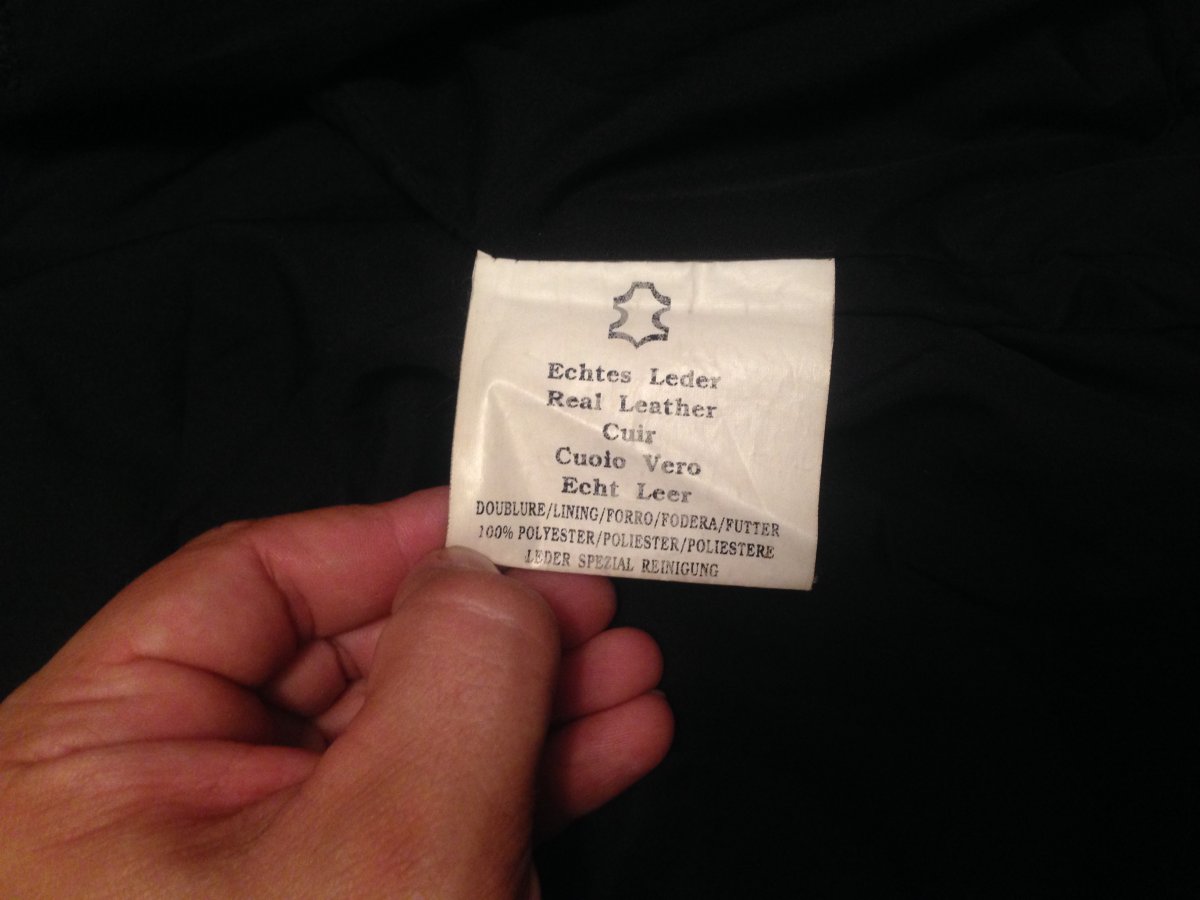 Echtes Leder
Real Leather
Cuir
Cuoio Vero
Echt Leer
DOUBLURE/LINING/FORRO/FODERA/FUTTER
100% POLYESTER/POLIESTER/POLIESTERE
LEDER SPEZIAL REINIGUNG